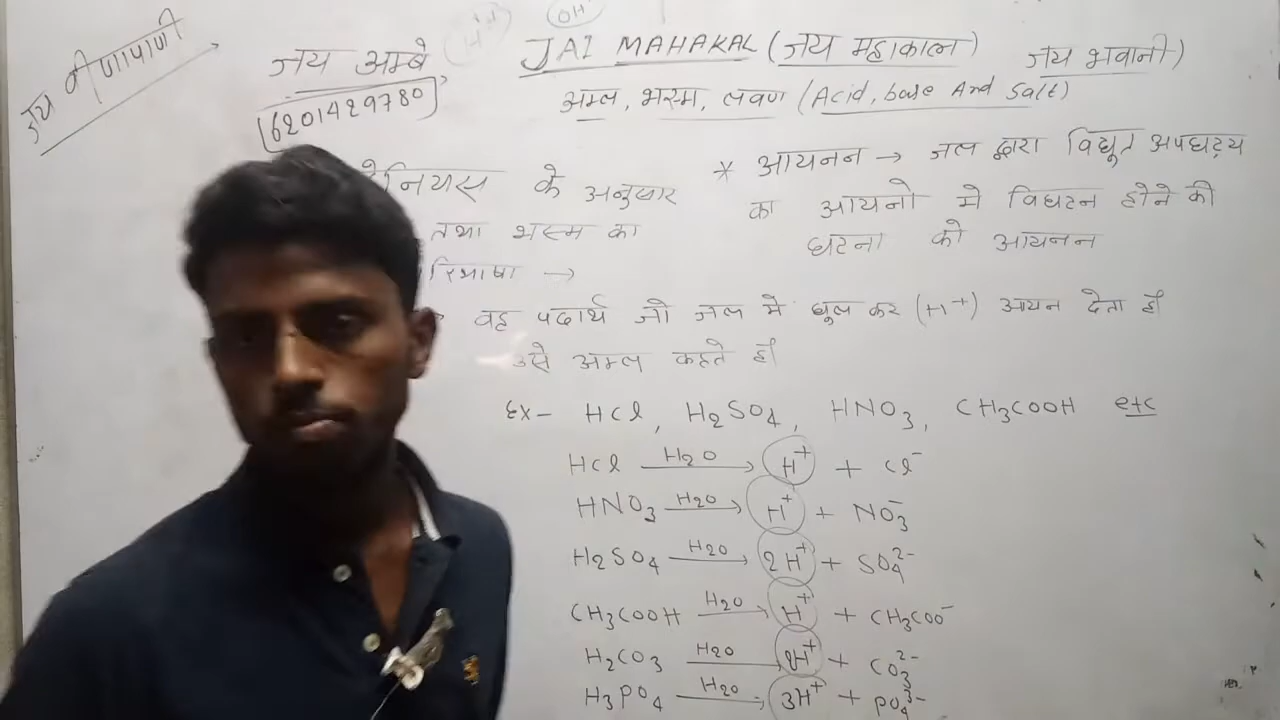 जय वीणापाणी
H⁺
OH⁻
जय अम्बे
JAI MAHAKAL (जय महाकाल) जय भवानी)
6201429780
अम्ल, भस्म, लवण (Acid, base And Salt)
नियस के अनुसार
तथा भस्म का
रिभाषा →
* आयनन → जल द्वारा विद्युत अपघट्य
का आयनो मे विघटन होने की
घटना को आयनन
वह पदार्थ जो जल मे घुल कर (H⁺) आयन देता हैं
उसे अम्ल कहते हैं
Ex- HCl, H₂SO₄, HNO₃, CH₃COOH etc
HCl —H₂O→ H⁺ + Cl⁻
HNO₃ —H₂O→ H⁺ + NO₃⁻
H₂SO₄ —H₂O→ 2H⁺ + SO₄²⁻
CH₃COOH —H₂O→ H⁺ + CH₃COO⁻
H₂CO₃ —H₂O→ 2H⁺ + CO₃²⁻
H₃PO₄ —H₂O→ 3H⁺ + PO₄³⁻